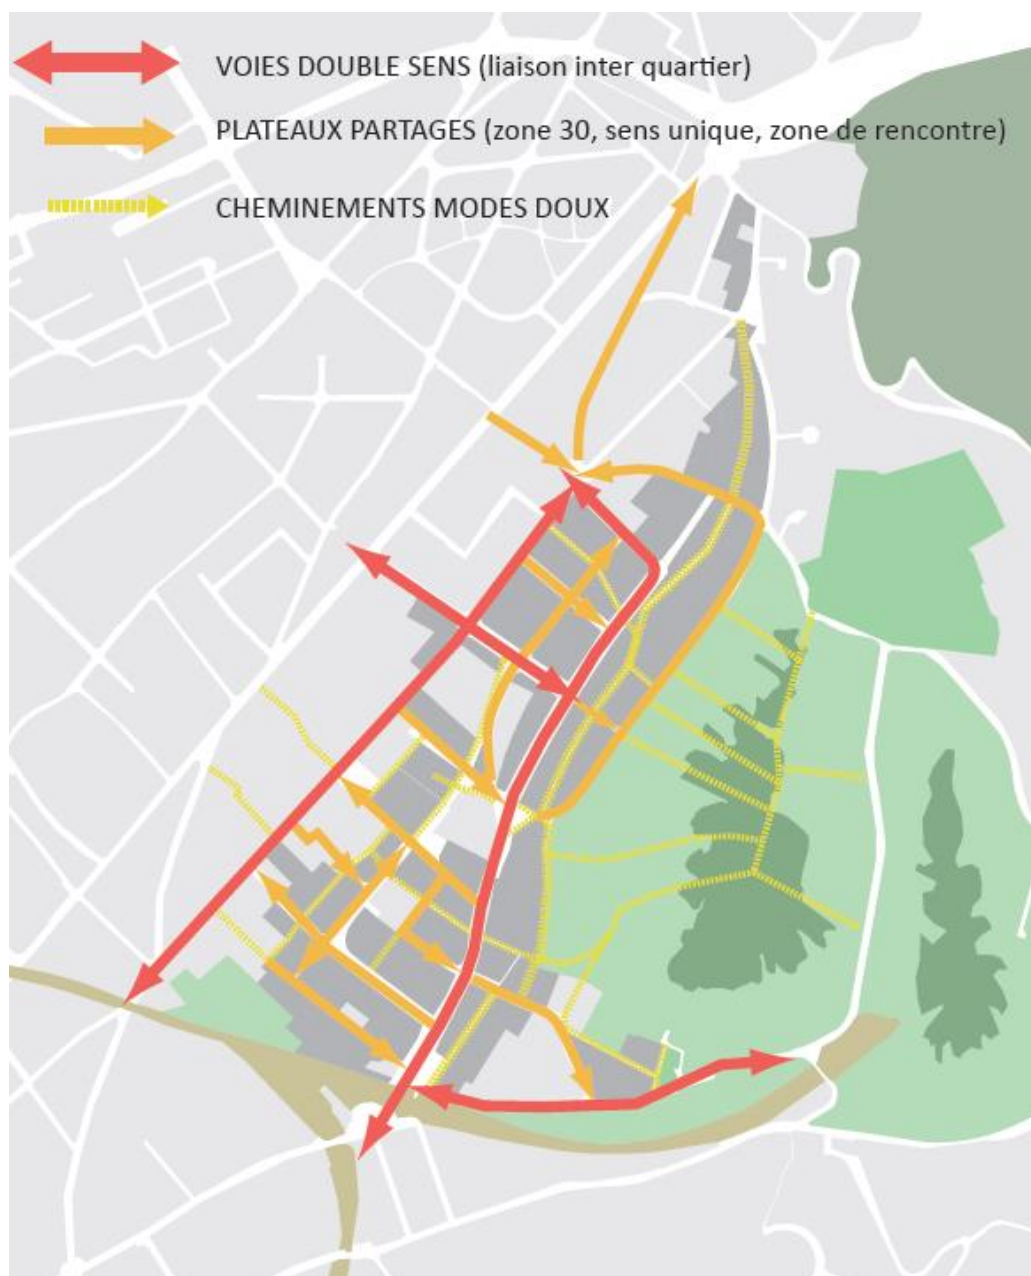 VOIES DOUBLE SENS (liaison inter quartier)
PLATEAUX PARTAGES (zone 30, sens unique, zone de rencontre)
CHEMINEMENTS MODES DOUX